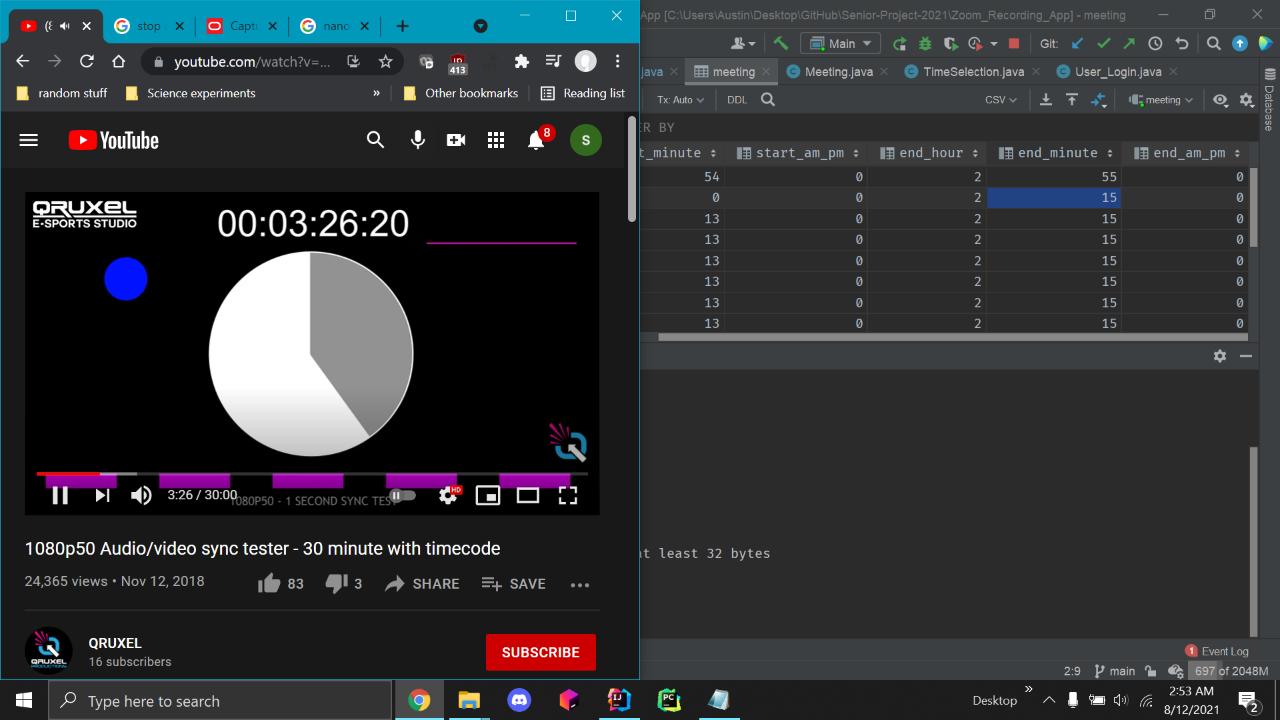 stop
Captu
nano
App [C:\Users\Austin\Desktop\GitHub\Senior-Project-2021\Zoom_Recording_App] - meeting
youtube.com/watch?v=...
413
Main
Git:
random stuff
Science experiments
»
Other bookmarks
Reading list
java
meeting
Meeting.java
TimeSelection.java
User_Login.java
Tx: Auto
DDL
CSV
meeting
Database
YouTube
8
S
ER BY
t_minute
start_am_pm
end_hour
end_minute
end_am_pm
54 0 2 55 0
0 0 2 15 0
13 0 2 15 0
13 0 2 15 0
13 0 2 15 0
13 0 2 15 0
13 0 2 15 0
13 0 2 15 0
QRUXEL
E-SPORTS STUDIO
00:03:26:20
3:26 / 30:00
1080P50 - 1 SECOND SYNC TEST
HD
1080p50 Audio/video sync tester - 30 minute with timecode
24,365 views • Nov 12, 2018
83
3
SHARE
SAVE
at least 32 bytes
QRUXEL
PRODUCTIONS
QRUXEL
16 subscribers
SUBSCRIBE
1 Event Log
2:9
main
697 of 2048M
Type here to search
Desktop
»
2:53 AM
8/12/2021
2